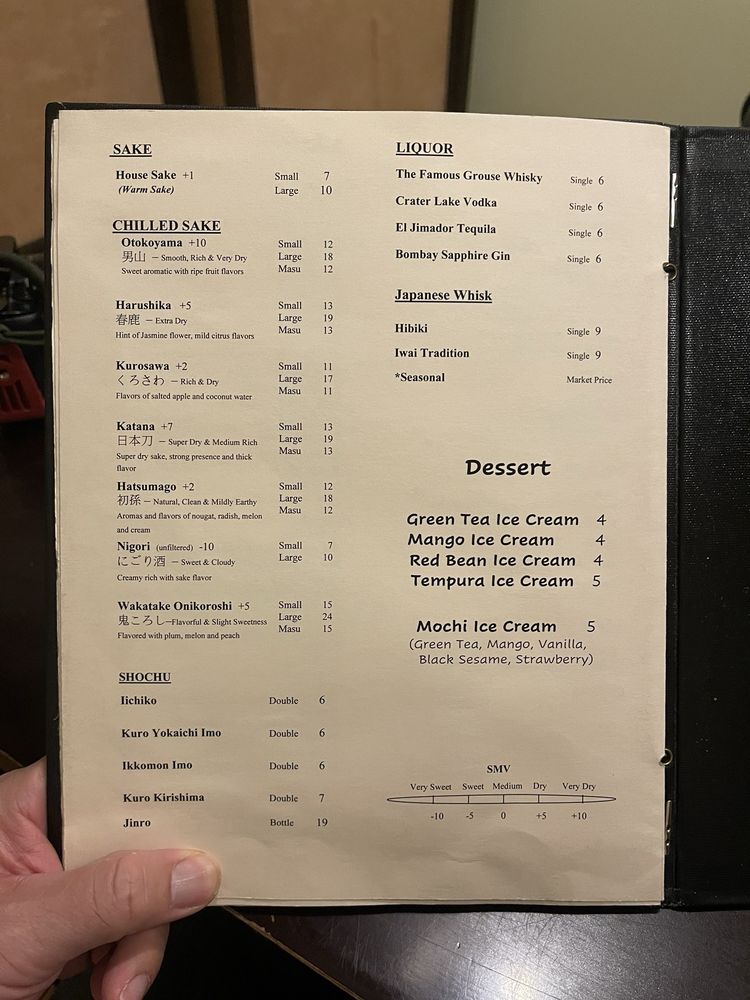 SAKE
House Sake +1 Small 7
(Warm Sake) Large 10
CHILLED SAKE
Otokoyama +10 Small 12
男山 – Smooth, Rich & Very Dry Large 18
Sweet aromatic with ripe fruit flavors Masu 12
Harushika +5 Small 13
春鹿 – Extra Dry Large 19
Hint of Jasmine flower, mild citrus flavors Masu 13
Kurosawa +2 Small 11
くろさわ – Rich & Dry Large 17
Flavors of salted apple and coconut water Masu 11
Katana +7 Small 13
日本刀 – Super Dry & Medium Rich Large 19
Super dry sake, strong presence and thick Masu 13
flavor
Hatsumago +2 Small 12
初孫 – Natural, Clean & Mildly Earthy Large 18
Aromas and flavors of nougat, radish, melon Masu 12
and cream
Nigori (unfiltered) -10 Small 7
にごり酒 – Sweet & Cloudy Large 10
Creamy rich with sake flavor
Wakatake Onikoroshi +5 Small 15
鬼ころし–Flavorful & Slight Sweetness Large 24
Flavored with plum, melon and peach Masu 15
SHOCHU
Iichiko Double 6
Kuro Yokaichi Imo Double 6
Ikkomon Imo Double 6
Kuro Kirishima Double 7
Jinro Bottle 19
LIQUOR
The Famous Grouse Whisky Single 6
Crater Lake Vodka Single 6
El Jimador Tequila Single 6
Bombay Sapphire Gin Single 6
Japanese Whisk
Hibiki Single 9
Iwai Tradition Single 9
*Seasonal Market Price
Dessert
Green Tea Ice Cream 4
Mango Ice Cream 4
Red Bean Ice Cream 4
Tempura Ice Cream 5
Mochi Ice Cream 5
(Green Tea, Mango, Vanilla,
Black Sesame, Strawberry)
SMV
Very Sweet Sweet Medium Dry Very Dry
-10 -5 0 +5 +10